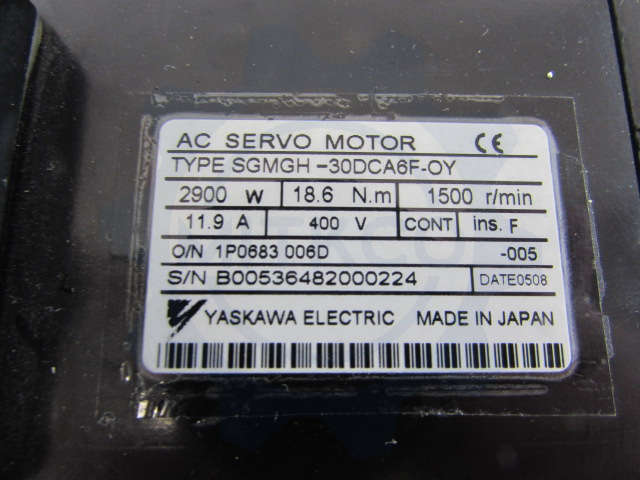 AC SERVO MOTOR CE
TYPE SGMGH-30DCA6F-OY
2900 W 18.6 N.m 1500 r/min
11.9 A 400 V CONT ins. F
O/N 1P0683 006D -005
S/N B00536482000224 DATE0508
YASKAWA ELECTRIC MADE IN JAPAN